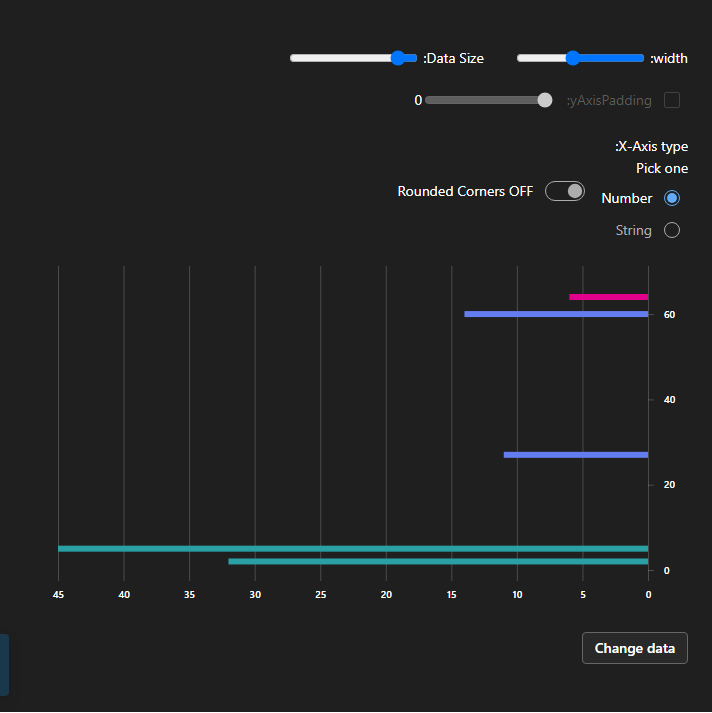 :width
:Data Size
:yAxisPadding
0
:X-Axis type
Pick one
Number
Rounded Corners OFF
String
60
40
20
0
45 40 35 30 25 20 15 10 5 0
Change data